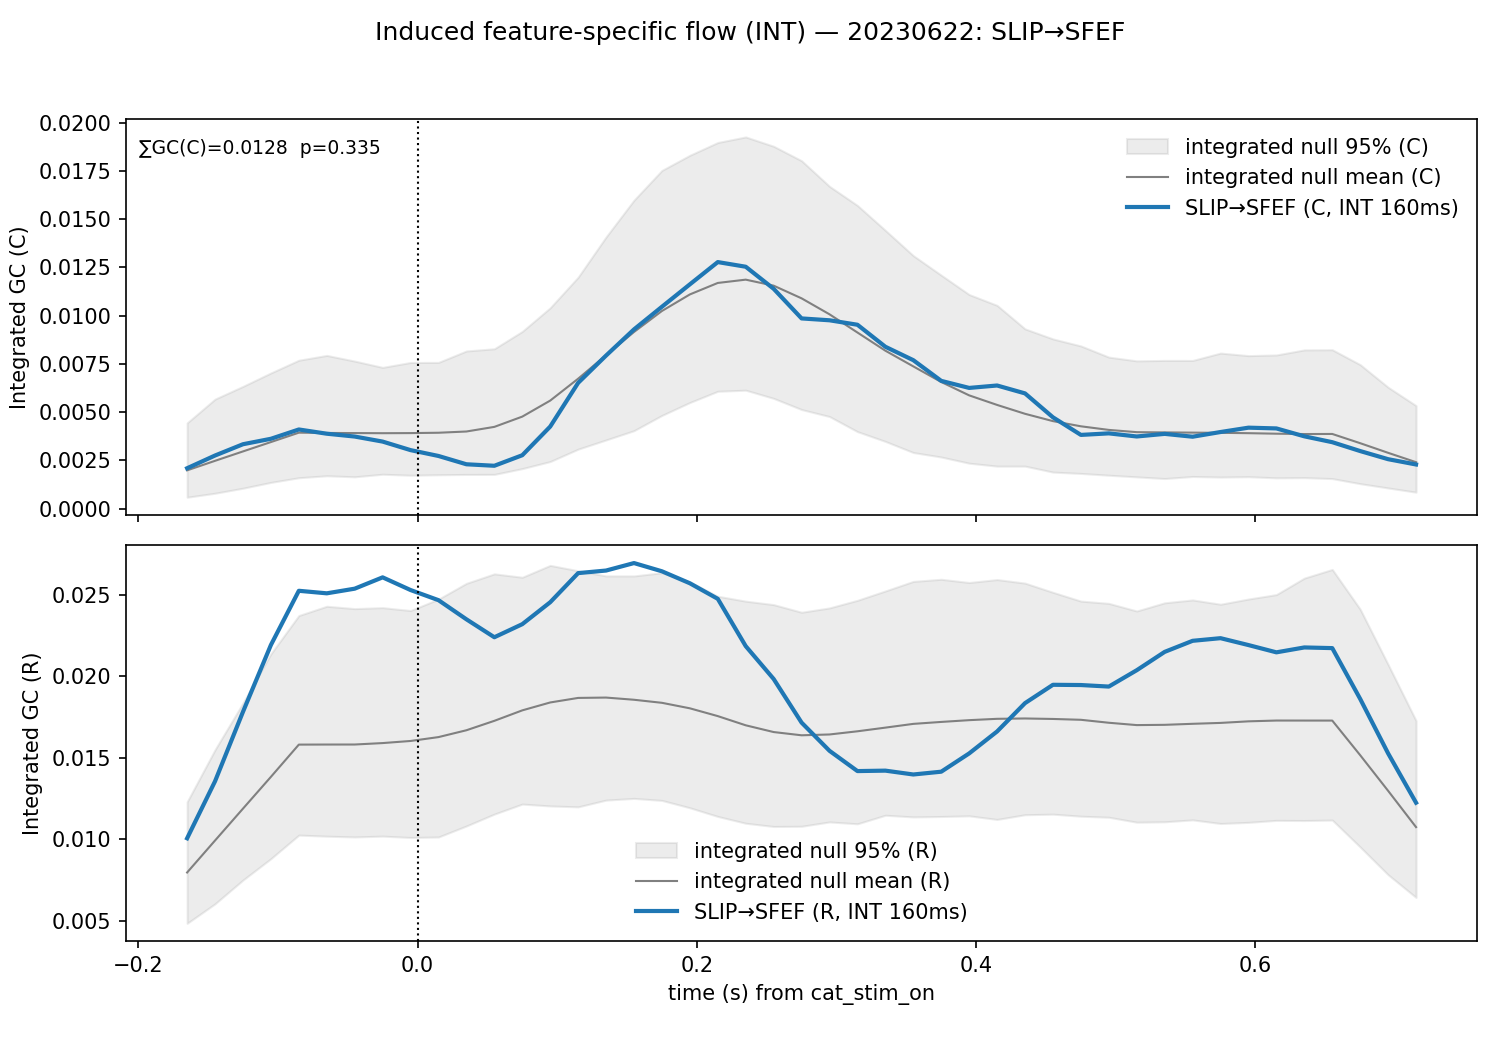 Induced feature-specific flow (INT) — 20230622: SLIP→SFEF
∑GC(C)=0.0128  p=0.335
integrated null 95% (C)
integrated null mean (C)
SLIP→SFEF (C, INT 160ms)
Integrated GC (C)
0.0200
0.0175
0.0150
0.0125
0.0100
0.0075
0.0050
0.0025
0.0000
Integrated GC (R)
0.025
0.020
0.015
0.010
0.005
integrated null 95% (R)
integrated null mean (R)
SLIP→SFEF (R, INT 160ms)
−0.2
0.0
0.2
0.4
0.6
time (s) from cat_stim_on